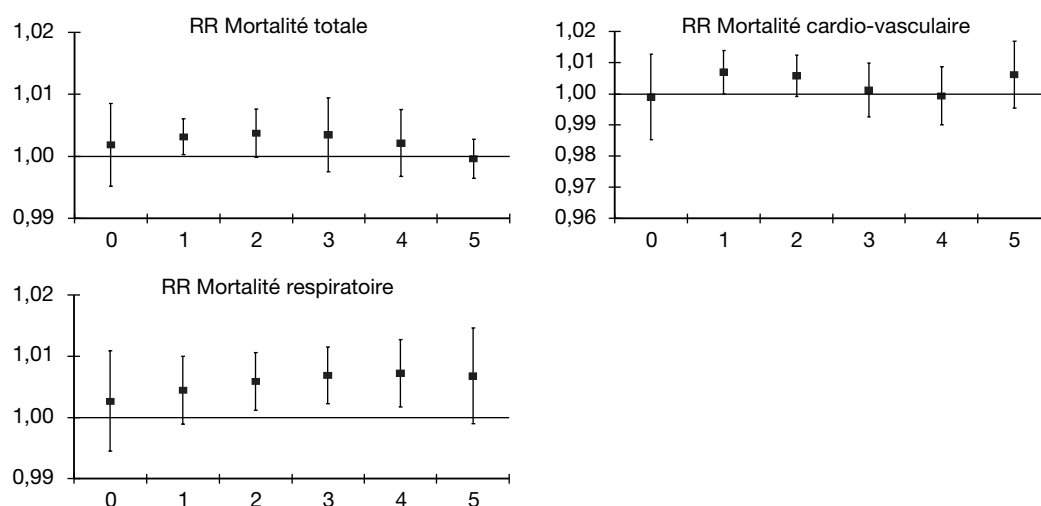 RR Mortalité totale
1,02
1,01
1,00
0,99
0 1 2 3 4 5
RR Mortalité cardio-vasculaire
1,02
1,01
1,00
0,99
0,98
0,97
0,96
0 1 2 3 4 5
RR Mortalité respiratoire
1,02
1,01
1,00
0,99
0 1 2 3 4 5